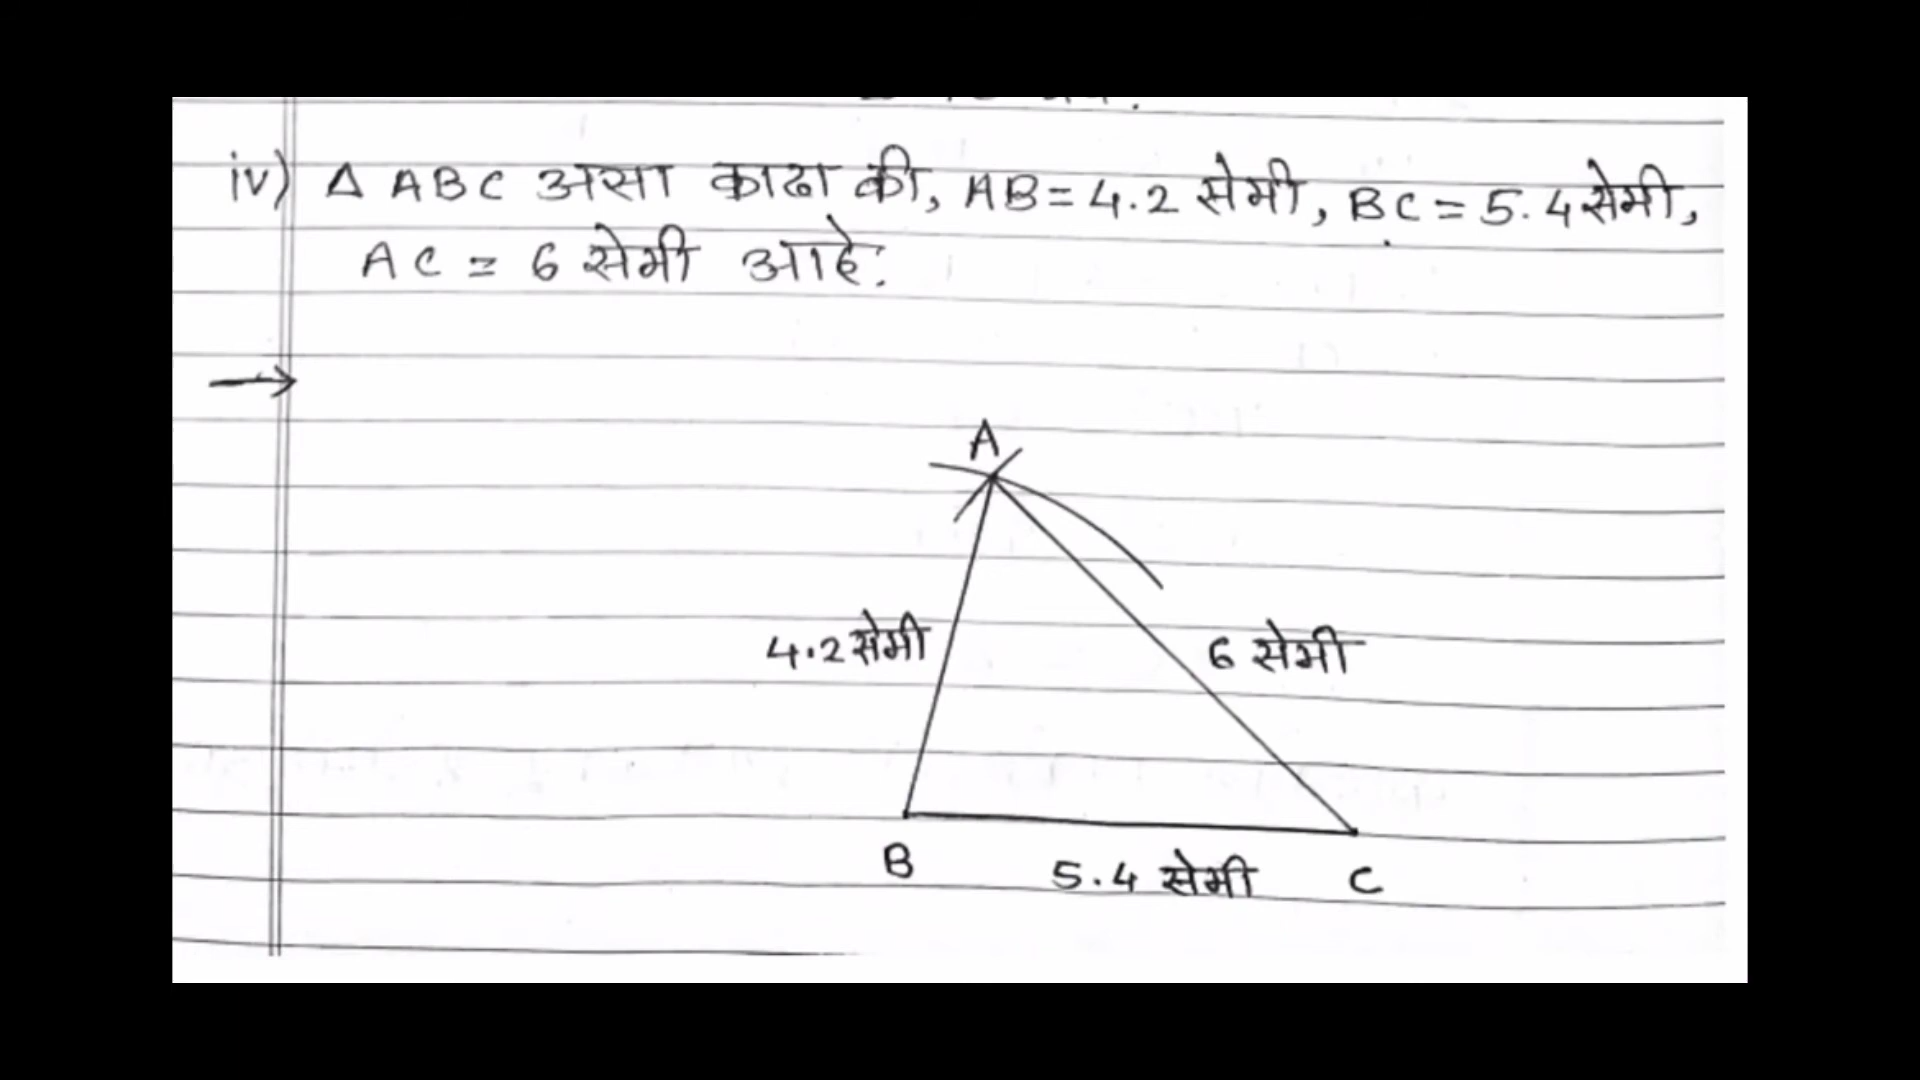 iv) Δ ABC असा काढा की, AB = 4.2 सेमी, BC = 5.4 सेमी,
AC = 6 सेमी आहे.
→
A
4.2 सेमी
6 सेमी
B
5.4 सेमी
C